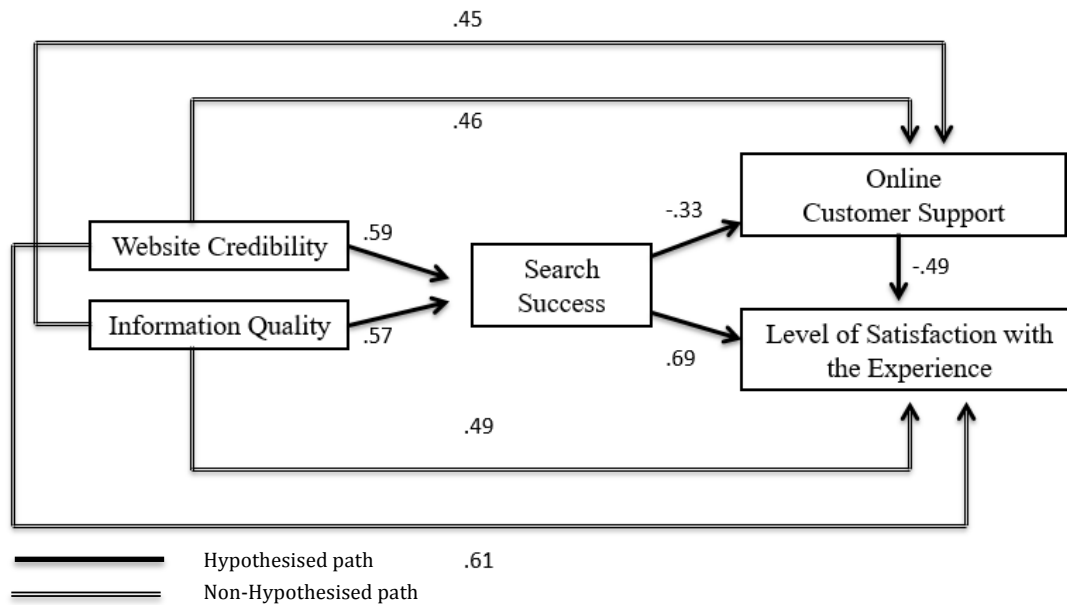 .45
.46
Online
Customer Support
-.33
Website Credibility
.59
Search
Success
-.49
Information Quality
.57
Level of Satisfaction with
the Experience
.69
.49
Hypothesised path
.61
Non-Hypothesised path